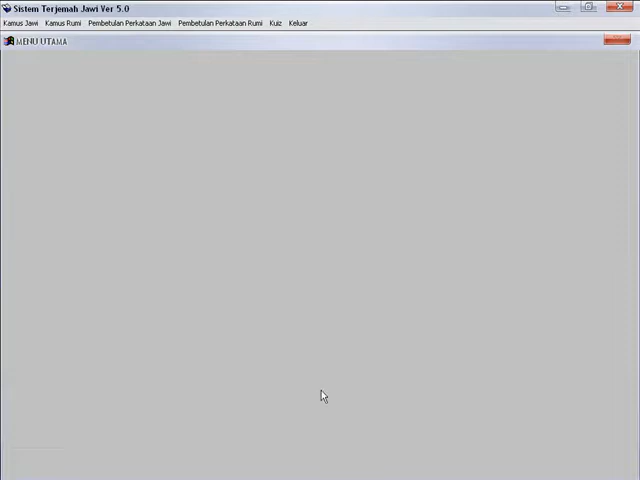 Sistem Terjemah Jawi Ver 5.0
Kamus Jawi Kamus Rumi Pembetulan Perkataan Jawi Pembetulan Perkataan Rumi Kuiz Keluar
MENU UTAMA